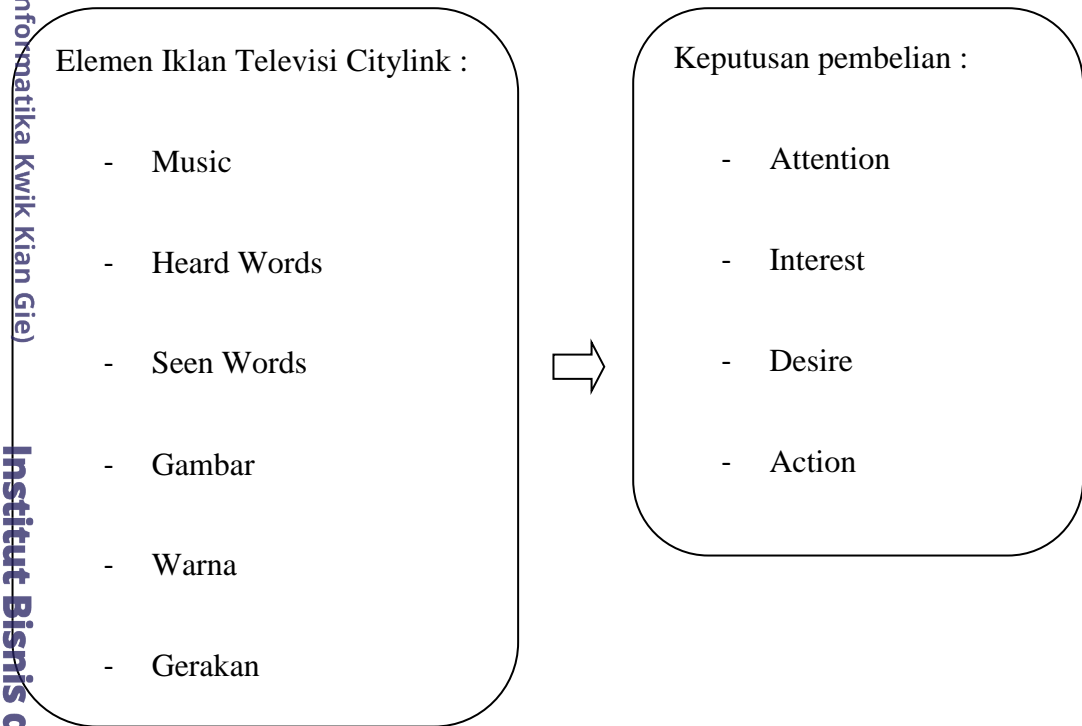 Elemen Iklan Televisi Citylink :
- Music
- Heard Words
- Seen Words
- Gambar
- Warna
- Gerakan
Keputusan pembelian :
- Attention
- Interest
- Desire
- Action
nformatika Kwik Kian Gie)
Institut Bisnis